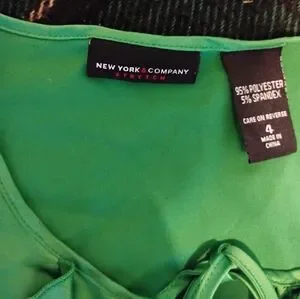 NEW YORK & COMPANY
STRETCH
95% POLYESTER
5% SPANDEX
CARE ON REVERSE
4
MADE IN
CHINA